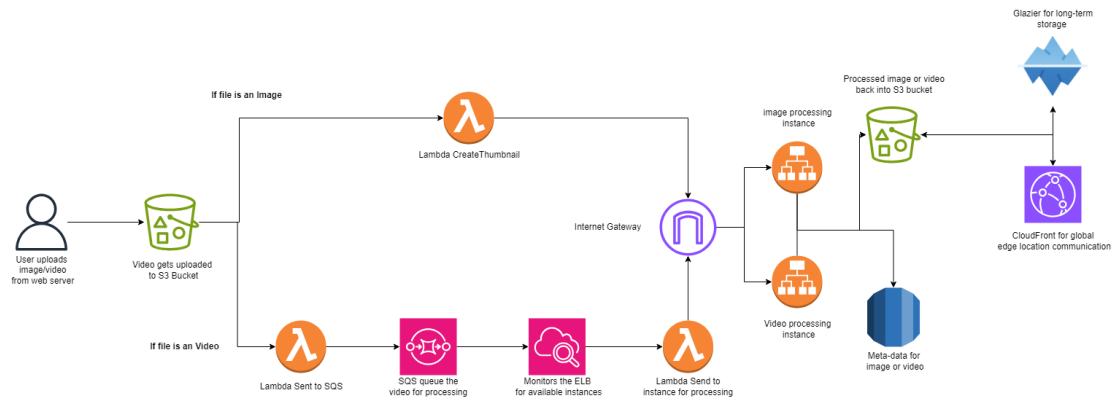 Glazier for long-term
storage
Processed image or video
back into S3 bucket
If file is an Image
image processing
instance
Lambda CreateThumbnail
Internet Gateway
CloudFront for global
edge location communication
User uploads
image/video
from web server
Video gets uploaded
to S3 Bucket
Video processing
instance
If file is an Video
Meta-data for
image or video
Lambda Sent to SQS
SQS queue the
video for processing
Monitors the ELB
for available instances
Lambda Send to
instance for processing